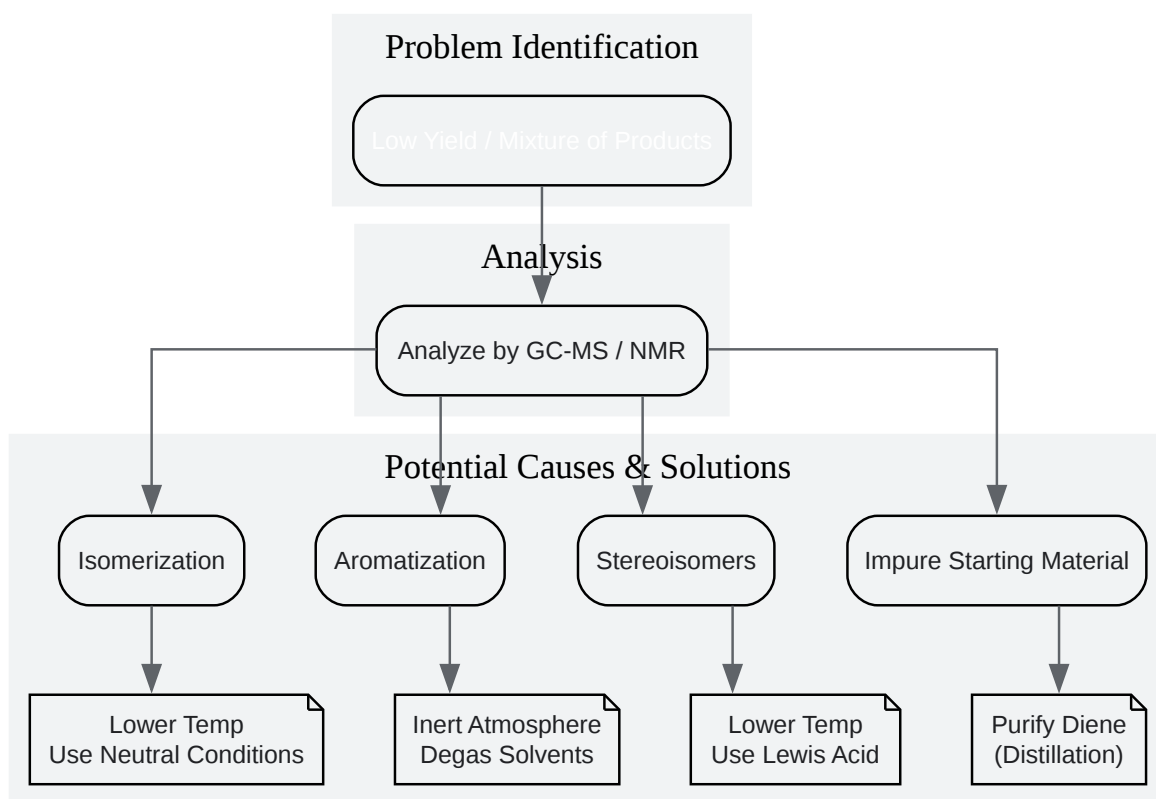 Problem Identification
Low Yield / Mixture of Products
Analysis
Analyze by GC-MS / NMR
Potential Causes & Solutions
Isomerization
Aromatization
Stereoisomers
Impure Starting Material
Lower Temp
Use Neutral Conditions
Inert Atmosphere
Degas Solvents
Lower Temp
Use Lewis Acid
Purify Diene
(Distillation)